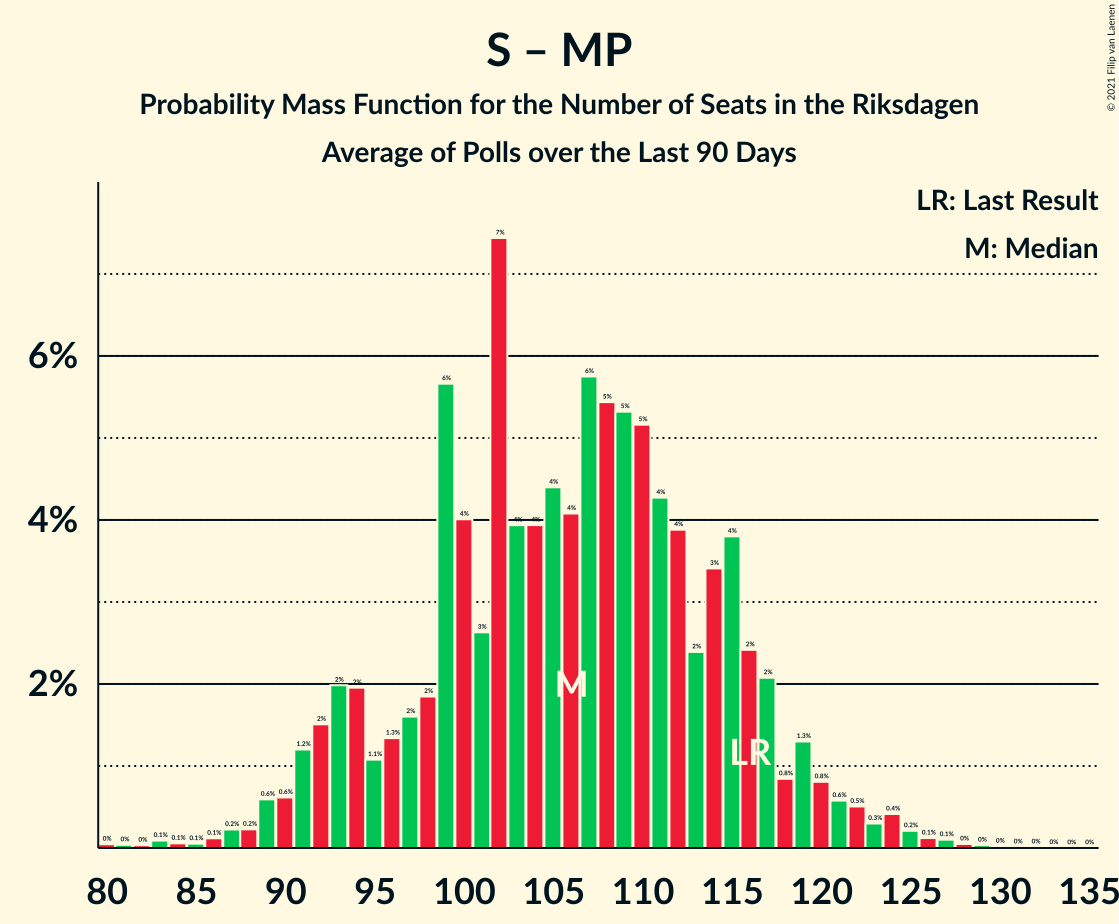 S – MP
Probability Mass Function for the Number of Seats in the Riksdagen
Average of Polls over the Last 90 Days
© 2021 Filip van Laenen
LR: Last Result
M: Median
6%
4%
2%
0% 0% 0% 0.1% 0.1% 0.1% 0.1% 0.2% 0.2% 0.6% 0.6% 1.2% 2% 2% 2% 1.1% 1.3% 2% 2% 6% 4% 3% 7% 4% 4% 4% 4% 6% 5% 5% 5% 4% 4% 2% 3% 4% 2% 2% 0.8% 1.3% 0.8% 0.6% 0.5% 0.3% 0.4% 0.2% 0.1% 0.1% 0% 0% 0% 0% 0% 0% 0% 0%
M
LR
80 85 90 95 100 105 110 115 120 125 130 135